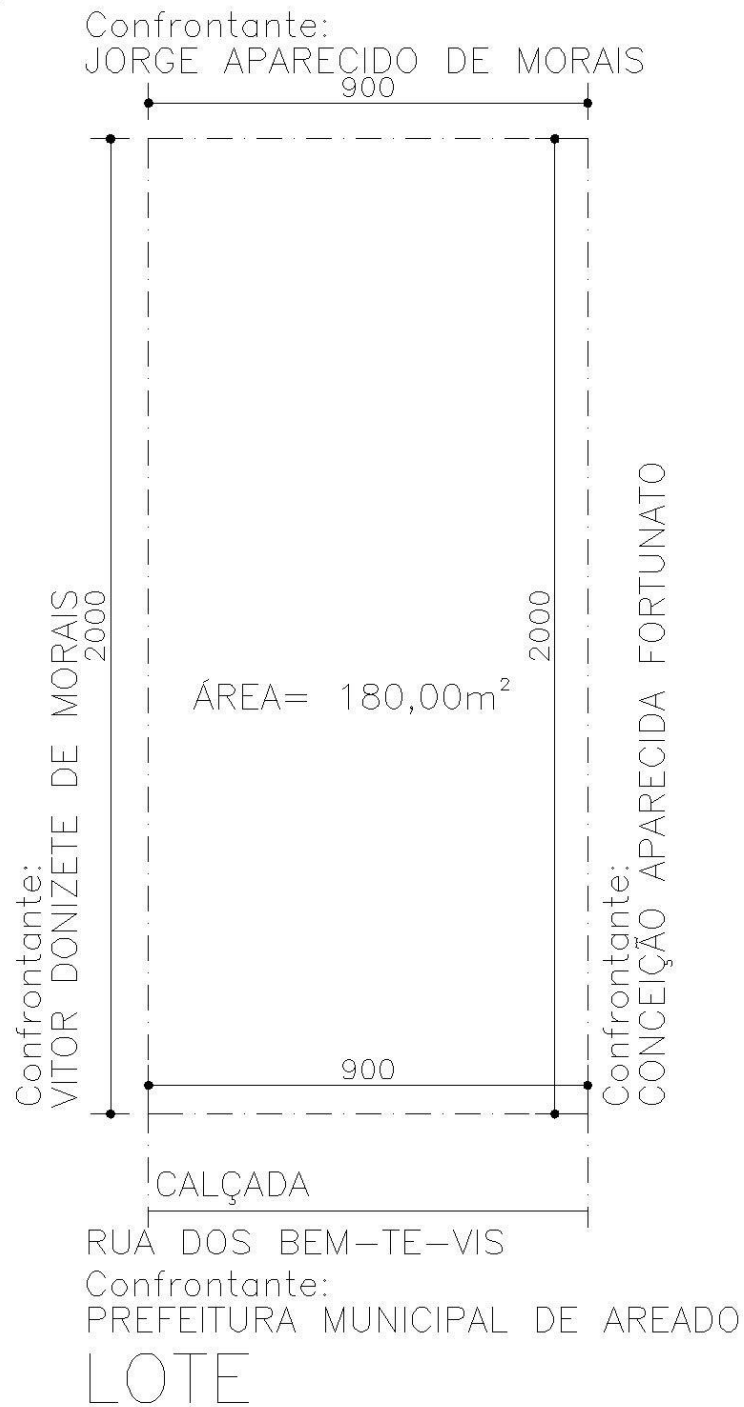 Confrontante:
JORGE APARECIDO DE MORAIS
900
Confrontante:
VITOR DONIZETE DE MORAIS
2000
ÁREA= 180,00m²
2000
Confrontante:
CONCEIÇÃO APARECIDA FORTUNATO
900
CALÇADA
RUA DOS BEM-TE-VIS
Confrontante:
PREFEITURA MUNICIPAL DE AREADO
LOTE